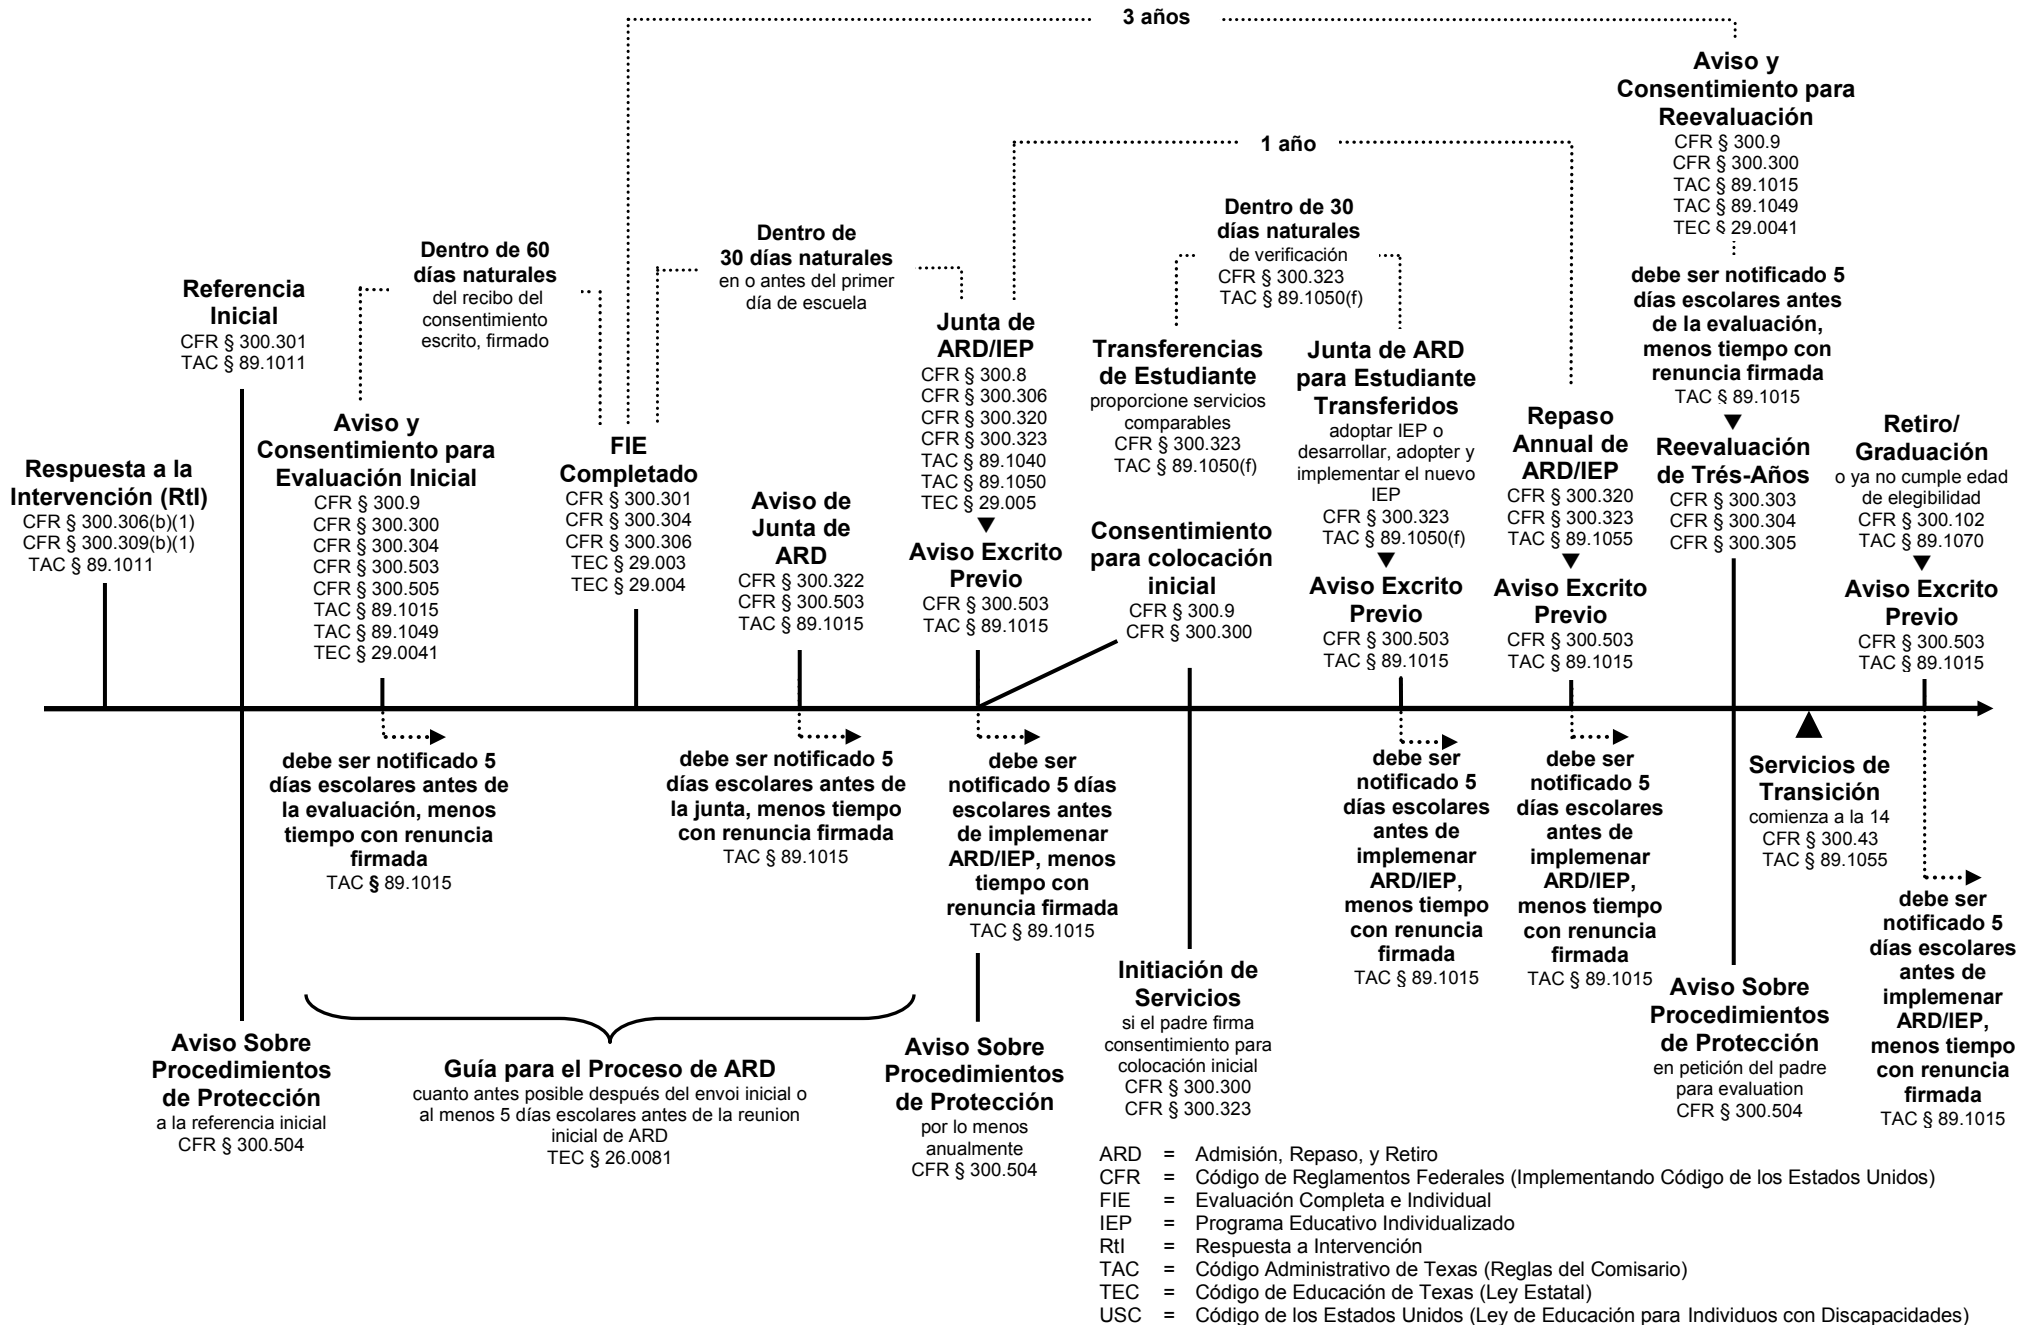 3 años
Aviso y
Consentimiento para
Reevaluación
CFR § 300.9
CFR § 300.300
TAC § 89.1015
TAC § 89.1049
TEC § 29.0041
debe ser notificado 5
días escolares antes
de la evaluación,
menos tiempo con
renuncia firmada
TAC § 89.1015
1 año
Dentro de 60
días naturales
del recibo del
consentimiento
escrito, firmado
Dentro de
30 días naturales
en o antes del primer
día de escuela
Dentro de 30
días naturales
de verificación
CFR § 300.323
TAC § 89.1050(f)
Respuesta a la
Intervención (RtI)
CFR § 300.306(b)(1)
CFR § 300.309(b)(1)
TAC § 89.1011
Referencia
Inicial
CFR § 300.301
TAC § 89.1011
Aviso y
Consentimiento para
Evaluación Inicial
CFR § 300.9
CFR § 300.300
CFR § 300.304
CFR § 300.503
CFR § 300.505
TAC § 89.1015
TAC § 89.1049
TEC § 29.0041
FIE
Completado
CFR § 300.301
CFR § 300.304
CFR § 300.306
TEC § 29.003
TEC § 29.004
Aviso de
Junta de
ARD
CFR § 300.322
CFR § 300.503
TAC § 89.1015
Junta de
ARD/IEP
CFR § 300.8
CFR § 300.306
CFR § 300.320
CFR § 300.323
TAC § 89.1040
TAC § 89.1050
TEC § 29.005
Aviso Excrito
Previo
CFR § 300.503
TAC § 89.1015
Transferencias
de Estudiante
proporcione servicios
comparables
CFR § 300.323
TAC § 89.1050(f)
Consentimiento
para colocación
inicial
CFR § 300.9
CFR § 300.300
Junta de ARD
para Estudiante
Transferidos
adoptar IEP o
desarrollar, adopter y
implementar el nuevo
IEP
CFR § 300.323
TAC § 89.1050(f)
Aviso Excrito
Previo
CFR § 300.503
TAC § 89.1015
Repaso
Annual de
ARD/IEP
CFR § 300.320
CFR § 300.323
TAC § 89.1055
Aviso Excrito
Previo
CFR § 300.503
TAC § 89.1015
Reevaluación
de Trés-Años
CFR § 300.303
CFR § 300.304
CFR § 300.305
Retiro/
Graduación
o ya no cumple edad
de elegibilidad
CFR § 300.102
TAC § 89.1070
Aviso Excrito
Previo
CFR § 300.503
TAC § 89.1015
debe ser notificado 5
días escolares antes de
la evaluación, menos
tiempo con renuncia
firmada
TAC § 89.1015
debe ser notificado 5
días escolares antes de
la junta, menos tiempo
con renuncia firmada
TAC § 89.1015
debe ser
notificado 5 días
escolares antes
de implemenar
ARD/IEP, menos
tiempo con
renuncia firmada
TAC § 89.1015
debe ser
notificado 5
días escolares
antes de
implemenar
ARD/IEP,
menos tiempo
con renuncia
firmada
TAC § 89.1015
debe ser
notificado 5
días escolares
antes de
implemenar
ARD/IEP,
menos tiempo
con renuncia
firmada
TAC § 89.1015
Servicios de
Transición
comienza a la 14
CFR § 300.43
TAC § 89.1055
debe ser
notificado 5
días escolares
antes de
implemenar
ARD/IEP,
menos tiempo
con renuncia
firmada
TAC § 89.1015
Aviso Sobre
Procedimientos
de Protección
a la referencia inicial
CFR § 300.504
Guía para el Proceso de ARD
cuanto antes posible después del envoi inicial o
al menos 5 días escolares antes de la reunion
inicial de ARD
TEC § 26.0081
Aviso Sobre
Procedimientos
de Protección
por lo menos
anualmente
CFR § 300.504
Initiación de
Servicios
si el padre firma
consentimiento para
colocación inicial
CFR § 300.300
CFR § 300.323
Aviso Sobre
Procedimientos
de Protección
en petición del padre
para evaluation
CFR § 300.504
ARD = Admisión, Repaso, y Retiro
CFR = Código de Reglamentos Federales (Implementando Código de los Estados Unidos)
FIE = Evaluación Completa e Individual
IEP = Programa Educativo Individualizado
RtI = Respuesta a Intervención
TAC = Código Administrativo de Texas (Reglas del Comisario)
TEC = Código de Educación de Texas (Ley Estatal)
USC = Código de los Estados Unidos (Ley de Educación para Individuos con Discapacidades)